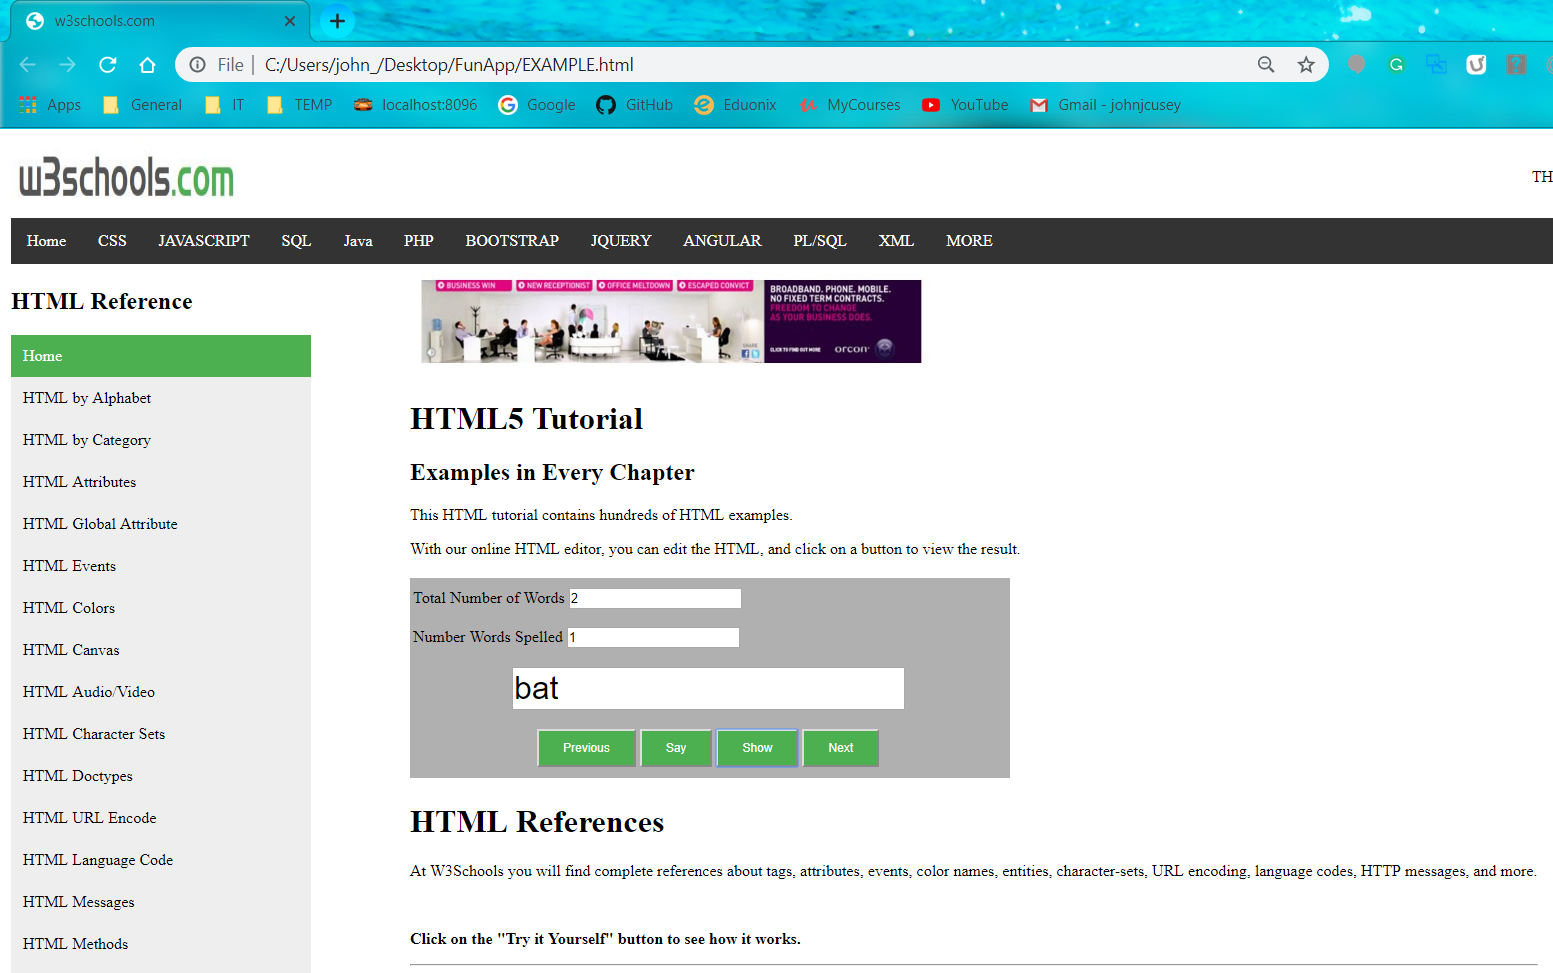 w3schools.com
File | C:/Users/john_/Desktop/FunApp/EXAMPLE.html
Apps General IT TEMP localhost:8096 Google GitHub Eduonix MyCourses YouTube Gmail - johnjcusey
w3schools.com
TH
Home CSS JAVASCRIPT SQL Java PHP BOOTSTRAP JQUERY ANGULAR PL/SQL XML MORE
HTML Reference
Home
HTML by Alphabet
HTML by Category
HTML Attributes
HTML Global Attribute
HTML Events
HTML Colors
HTML Canvas
HTML Audio/Video
HTML Character Sets
HTML Doctypes
HTML URL Encode
HTML Language Code
HTML Messages
HTML Methods
BUSINESS WIN NEW RECEPTIONIST OFFICE MELTDOWN ESCAPED CONVICT
BROADBAND. PHONE. MOBILE.
NO FIXED TERM CONTRACTS.
FREEDOM TO CHANGE
AS YOUR BUSINESS DOES.
SHARE
CLICK TO FIND OUT MORE orcon
HTML5 Tutorial
Examples in Every Chapter
This HTML tutorial contains hundreds of HTML examples.
With our online HTML editor, you can edit the HTML, and click on a button to view the result.
Total Number of Words 2
Number Words Spelled 1
bat
Previous Say Show Next
HTML References
At W3Schools you will find complete references about tags, attributes, events, color names, entities, character-sets, URL encoding, language codes, HTTP messages, and more.
Click on the "Try it Yourself" button to see how it works.